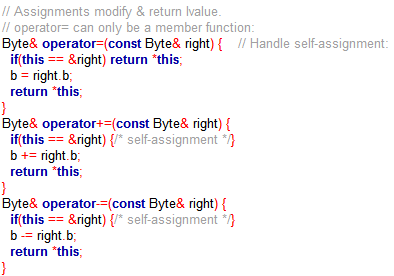 // Assignments modify & return lvalue.
// operator= can only be a member function:
Byte& operator=(const Byte& right) {    // Handle self-assignment:
  if(this == &right) return *this;
  b = right.b;
  return *this;
}
Byte& operator+=(const Byte& right) {
  if(this == &right) {/* self-assignment */}
  b += right.b;
  return *this;
}
Byte& operator-=(const Byte& right) {
  if(this == &right) {/* self-assignment */}
  b -= right.b;
  return *this;
}